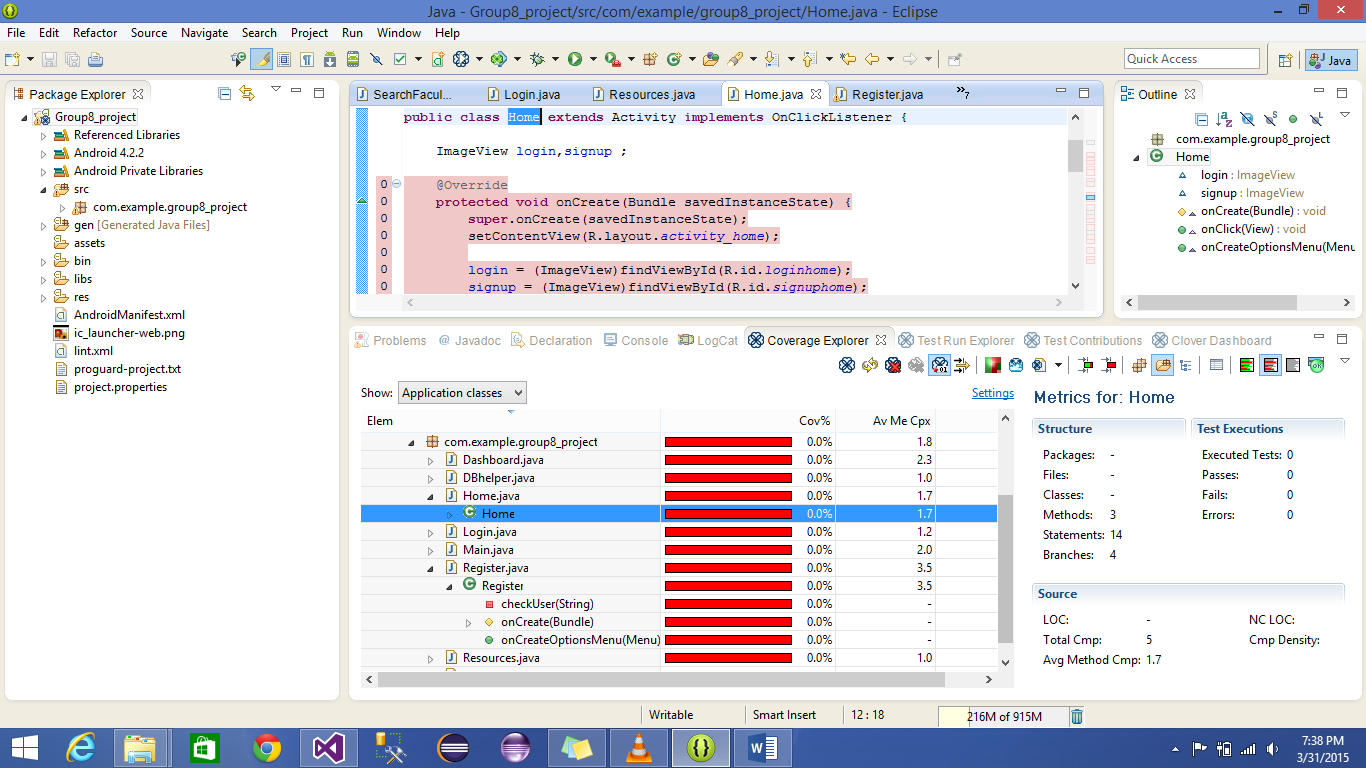 Java - Group8_project/src/com/example/group8_project/Home.java - Eclipse
File Edit Refactor Source Navigate Search Project Run Window Help
Quick Access
Java
Package Explorer
Group8_project
Referenced Libraries
Android 4.2.2
Android Private Libraries
src
com.example.group8_project
gen [Generated Java Files]
assets
bin
libs
res
AndroidManifest.xml
ic_launcher-web.png
lint.xml
proguard-project.txt
project.properties
SearchFacul... Login.java Resources.java Home.java Register.java »7
public class Home extends Activity implements OnClickListener {
ImageView login,signup ;
0 @Override
0 protected void onCreate(Bundle savedInstanceState) {
0 super.onCreate(savedInstanceState);
0 setContentView(R.layout.activity_home);
0
0 login = (ImageView)findViewById(R.id.loginhome);
0 signup = (ImageView)findViewById(R.id.signuphome);
Outline
com.example.group8_project
Home
login : ImageView
signup : ImageView
onCreate(Bundle) : void
onClick(View) : void
onCreateOptionsMenu(Menu
Problems @ Javadoc Declaration Console LogCat Coverage Explorer Test Run Explorer Test Contributions Clover Dashboard
Show: Application classes Settings
Elem Cov% Av Me Cpx
com.example.group8_project 0.0% 1.8
Dashboard.java 0.0% 2.3
DBhelper.java 0.0% 1.0
Home.java 0.0% 1.7
Home 0.0% 1.7
Login.java 0.0% 1.2
Main.java 0.0% 2.0
Register.java 0.0% 3.5
Register 0.0% 3.5
checkUser(String) 0.0% -
onCreate(Bundle) 0.0% -
onCreateOptionsMenu(Menu) 0.0% -
Resources.java 0.0% 1.0
Metrics for: Home
Structure
Packages: -
Files: -
Classes: -
Methods: 3
Statements: 14
Branches: 4
Test Executions
Executed Tests: 0
Passes: 0
Fails: 0
Errors: 0
Source
LOC: - NC LOC:
Total Cmp: 5 Cmp Density:
Avg Method Cmp: 1.7
Writable Smart Insert 12 : 18 216M of 915M
7:38 PM
3/31/2015